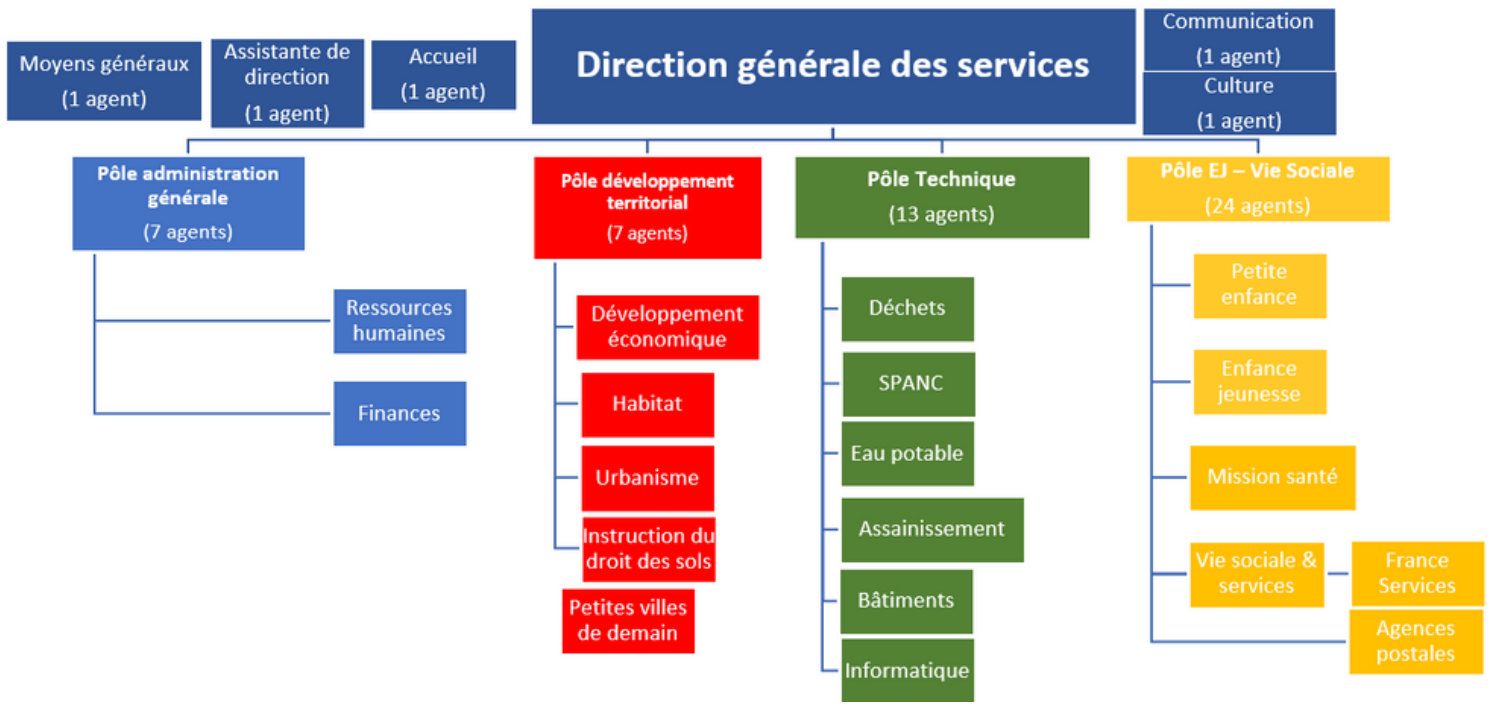 Moyens généraux
(1 agent)
Assistante de
direction
(1 agent)
Accueil
(1 agent)
Direction générale des services
Communication
(1 agent)
Culture
(1 agent)
Pôle administration
générale
(7 agents)
Ressources
humaines
Finances
Pôle développement
territorial
(7 agents)
Développement
économique
Habitat
Urbanisme
Instruction du
droit des sols
Petites villes
de demain
Pôle Technique
(13 agents)
Déchets
SPANC
Eau potable
Assainissement
Bâtiments
Informatique
Pôle EJ – Vie Sociale
(24 agents)
Petite
enfance
Enfance
jeunesse
Mission santé
Vie sociale &
services
France
Services
Agences
postales